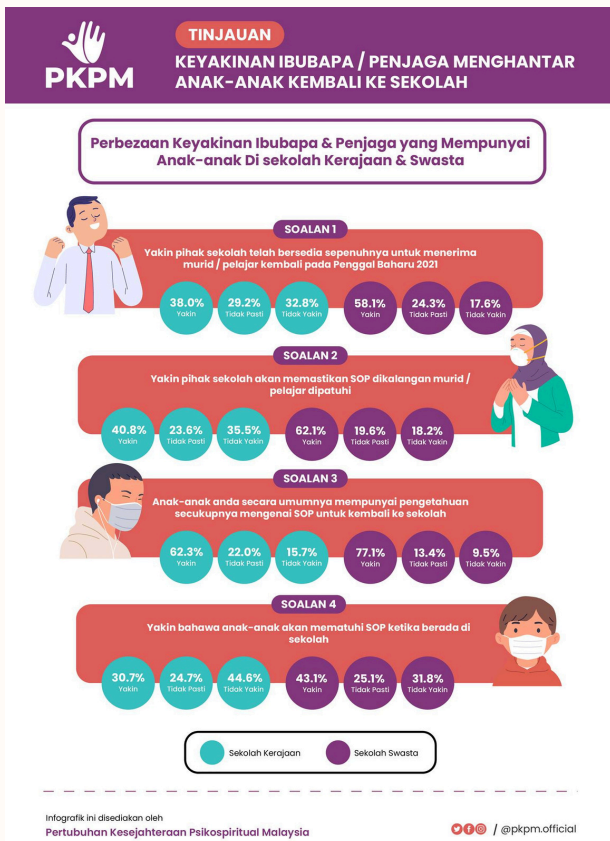 PKPM
TINJAUAN
KEYAKINAN IBUBAPA / PENJAGA MENGHANTAR
ANAK-ANAK KEMBALI KE SEKOLAH
Perbezaan Keyakinan Ibubapa & Penjaga yang Mempunyai
Anak-anak Di sekolah Kerajaan & Swasta
SOALAN 1
Yakin pihak sekolah telah bersedia sepenuhnya untuk menerima
murid / pelajar kembali pada Penggal Baharu 2021
38.0% 29.2% 32.8% 58.1% 24.3% 17.6%
Yakin Tidak Pasti Tidak Yakin Yakin Tidak Pasti Tidak Yakin
SOALAN 2
Yakin pihak sekolah akan memastikan SOP dikalangan murid /
pelajar dipatuhi
40.8% 23.6% 35.5% 62.1% 19.6% 18.2%
Yakin Tidak Pasti Tidak Yakin Yakin Tidak Pasti Tidak Yakin
SOALAN 3
Anak-anak anda secara umumnya mempunyai pengetahuan
secukupnya mengenai SOP untuk kembali ke sekolah
62.3% 22.0% 15.7% 77.1% 13.4% 9.5%
Yakin Tidak Pasti Tidak Yakin Yakin Tidak Pasti Tidak Yakin
SOALAN 4
Yakin bahawa anak-anak akan mematuhi SOP ketika berada di
sekolah
30.7% 24.7% 44.6% 43.1% 25.1% 31.8%
Yakin Tidak Pasti Tidak Yakin Yakin Tidak Pasti Tidak Yakin
Sekolah Kerajaan Sekolah Swasta
Infografik ini disediakan oleh
Pertubuhan Kesejahteraan Psikospiritual Malaysia
/ @pkpm.official